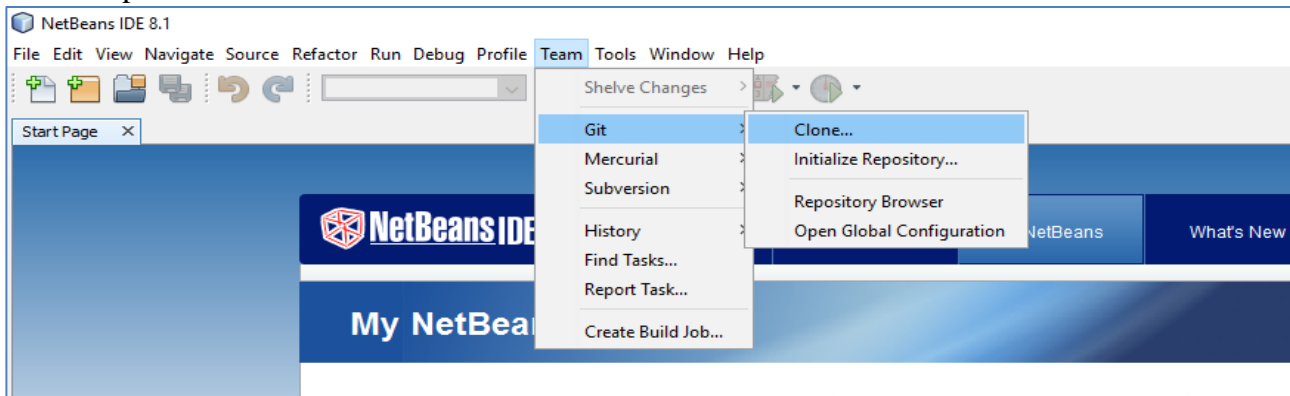 NetBeans IDE 8.1
File Edit View Navigate Source Refactor Run Debug Profile Team Tools Window Help
Shelve Changes
Start Page
Git
Clone...
Mercurial
Initialize Repository...
Subversion
Repository Browser
NetBeans IDE
History
Open Global Configuration
NetBeans
What's New
Find Tasks...
Report Task...
My NetBea
Create Build Job...